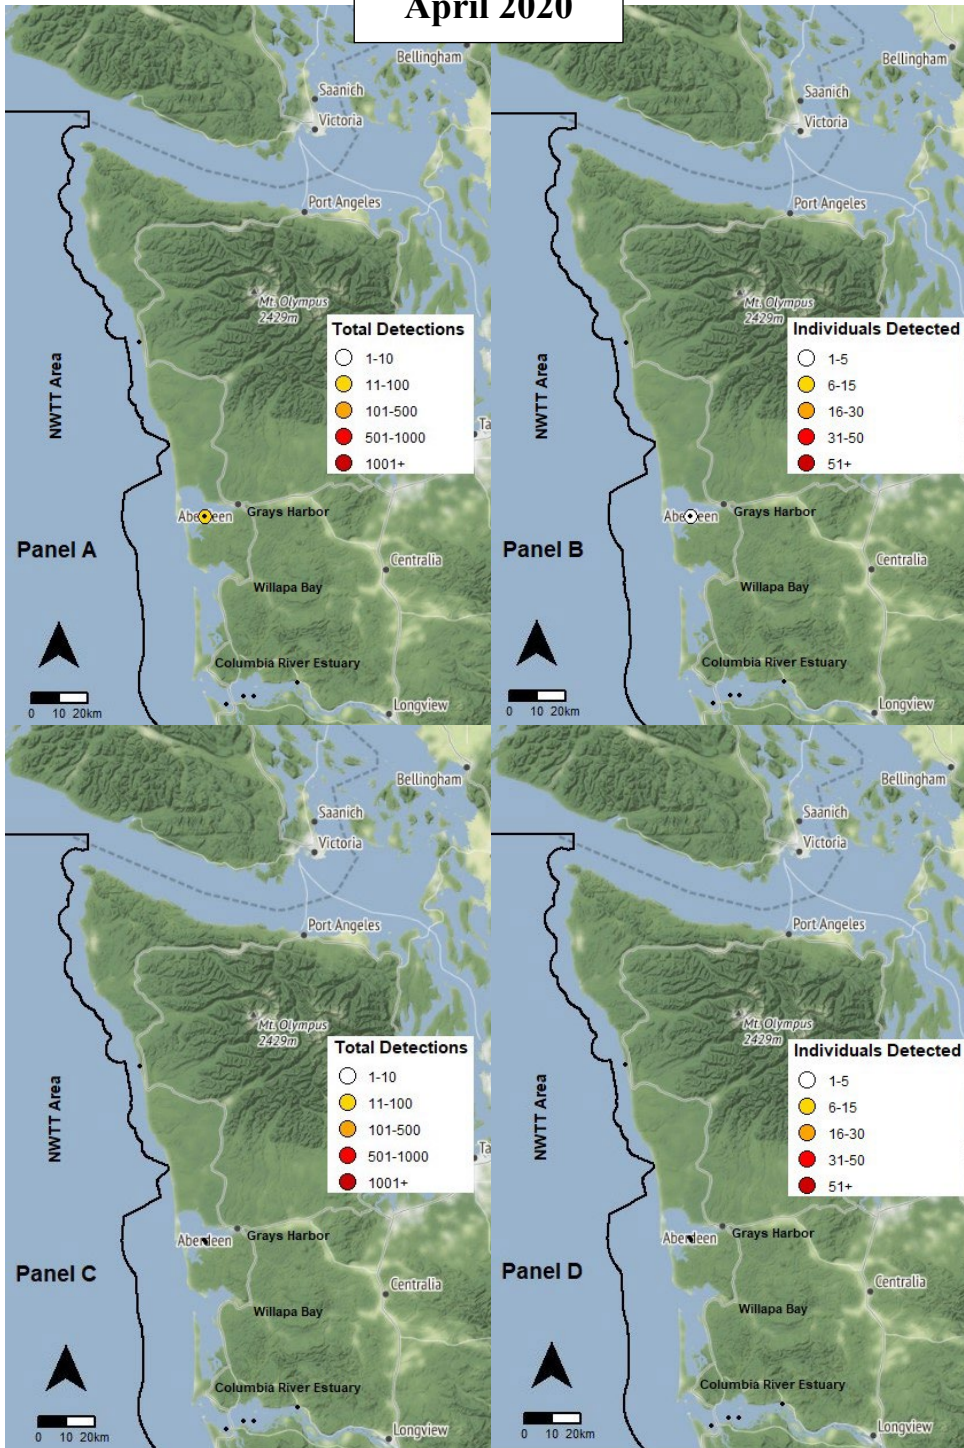 April 2020
Bellingham
Saanich
Victoria
Port Angeles
Mt. Olympus
2429m
Total Detections
1-10
11-100
101-500
501-1000
1001+
Ta
NWTT Area
Aberdeen
Grays Harbor
Panel A
Centralia
Willapa Bay
Columbia River Estuary
Longview
0 10 20km
Bellingham
Saanich
Victoria
Port Angeles
Mt. Olympus
2429m
Individuals Detected
1-5
6-15
16-30
31-50
51+
NWTT Area
Aberdeen
Grays Harbor
Panel B
Centralia
Willapa Bay
Columbia River Estuary
Longview
0 10 20km
Bellingham
Saanich
Victoria
Port Angeles
Mt. Olympus
2429m
Total Detections
1-10
11-100
101-500
501-1000
1001+
Ta
NWTT Area
Aberdeen
Grays Harbor
Panel C
Centralia
Willapa Bay
Columbia River Estuary
Longview
0 10 20km
Bellingham
Saanich
Victoria
Port Angeles
Mt. Olympus
2429m
Individuals Detected
1-5
6-15
16-30
31-50
51+
NWTT Area
Aberdeen
Grays Harbor
Panel D
Centralia
Willapa Bay
Columbia River Estuary
Longview
0 10 20km